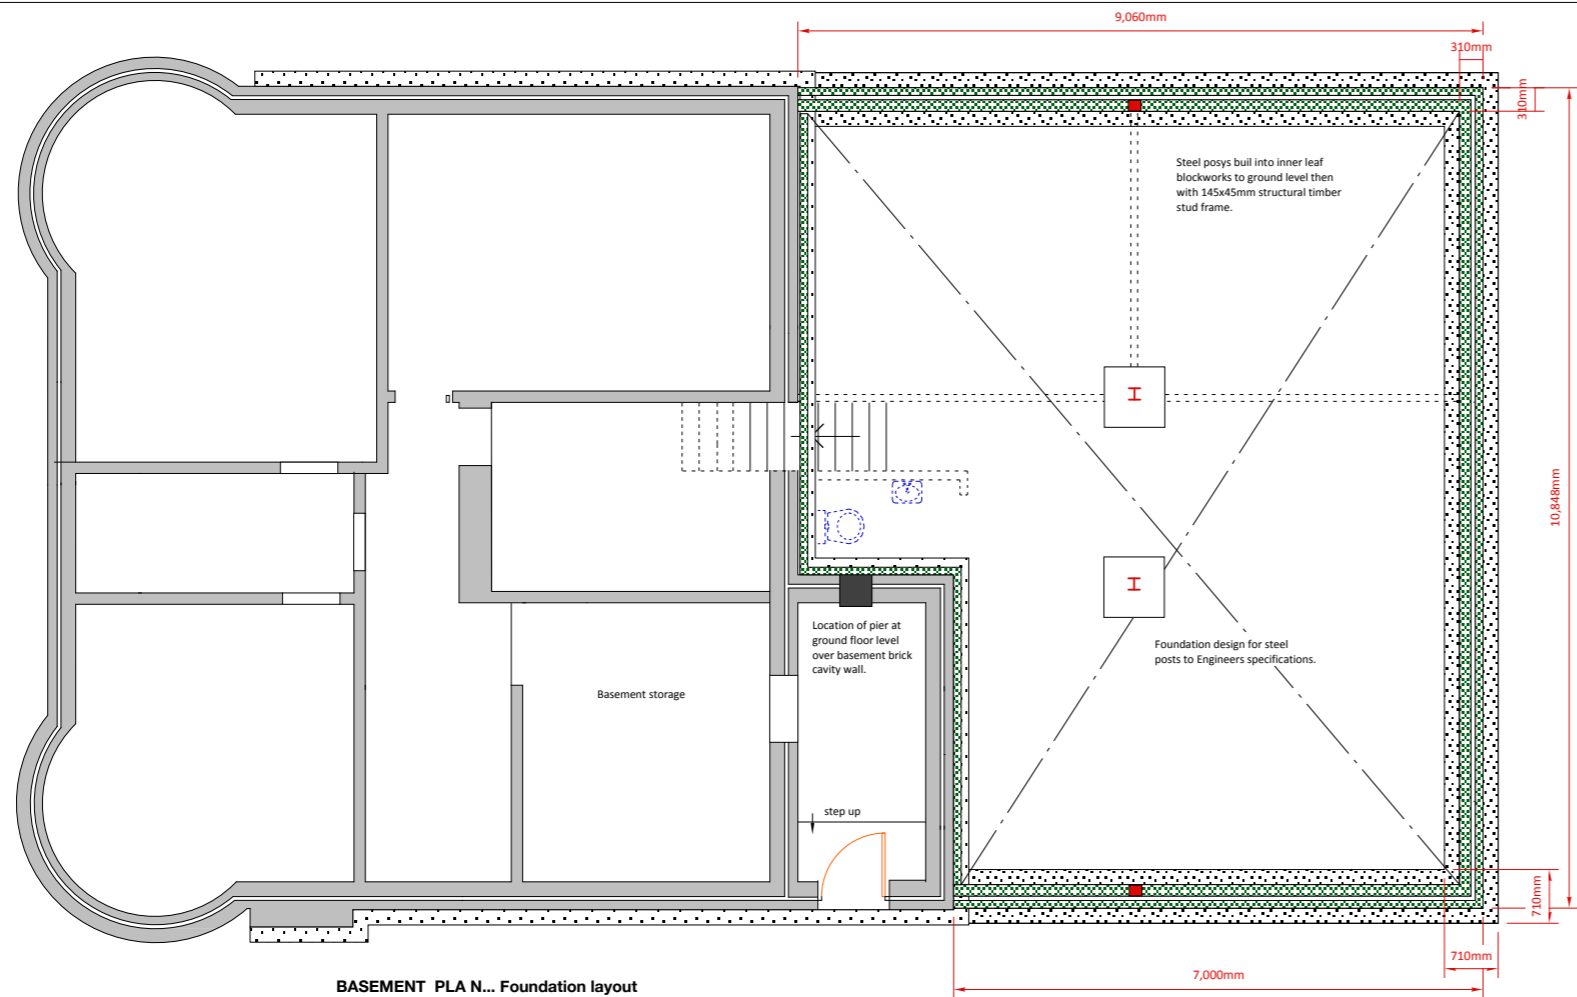 9,060mm
310mm
310mm
Steel posys buil into inner leaf
blockworks to ground level then
with 145x45mm structural timber
stud frame.
H
10,848mm
H
Location of pier at
ground floor level
over basement brick
cavity wall.
Foundation design for steel
posts to Engineers specifications.
Basement storage
step up
710mm
710mm
7,000mm
BASEMENT PLA N... Foundation layout